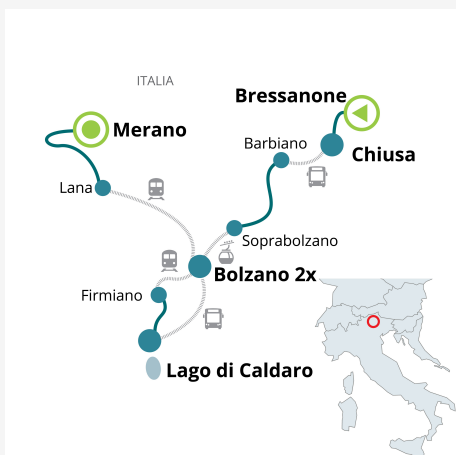 ITALIA
Bressanone
Merano
Barbiano
Chiusa
Lana
Soprabolzano
Bolzano 2x
Firmiano
Lago di Caldaro